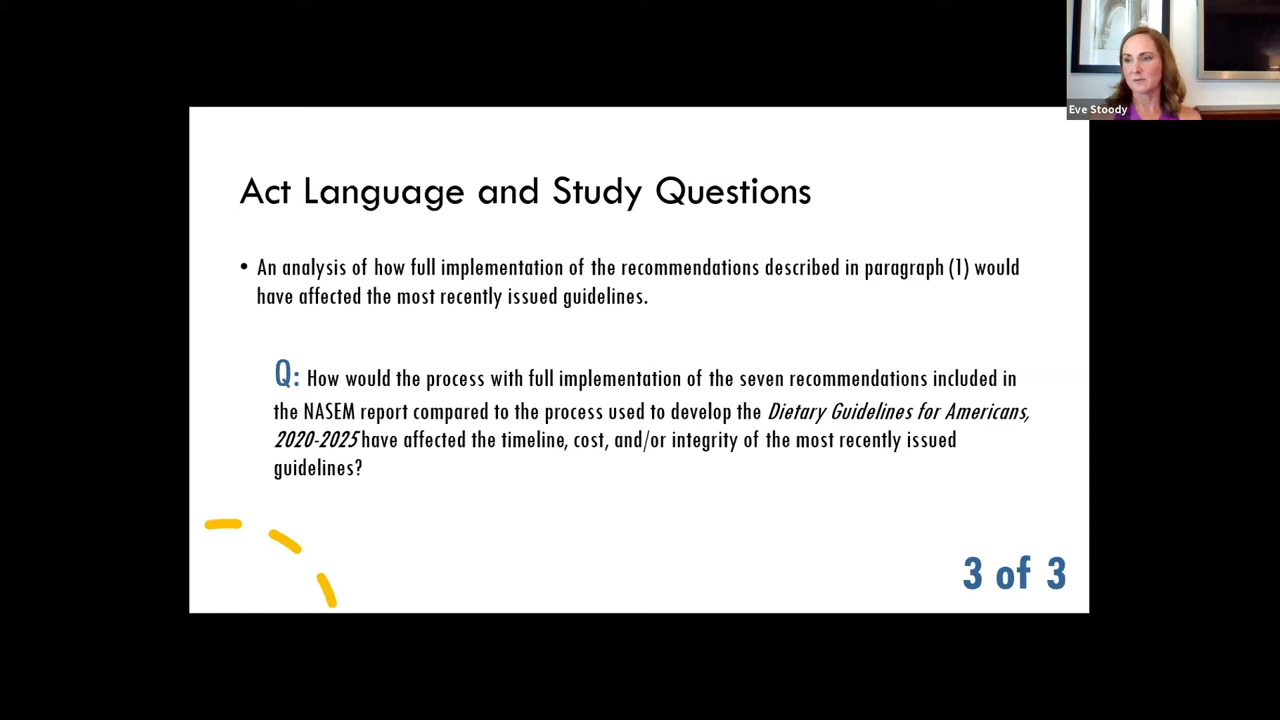 Eve Stoody
Act Language and Study Questions
• An analysis of how full implementation of the recommendations described in paragraph (1) would
have affected the most recently issued guidelines.
Q: How would the process with full implementation of the seven recommendations included in
the NASEM report compared to the process used to develop the Dietary Guidelines for Americans,
2020-2025 have affected the timeline, cost, and/or integrity of the most recently issued
guidelines?
3 of 3